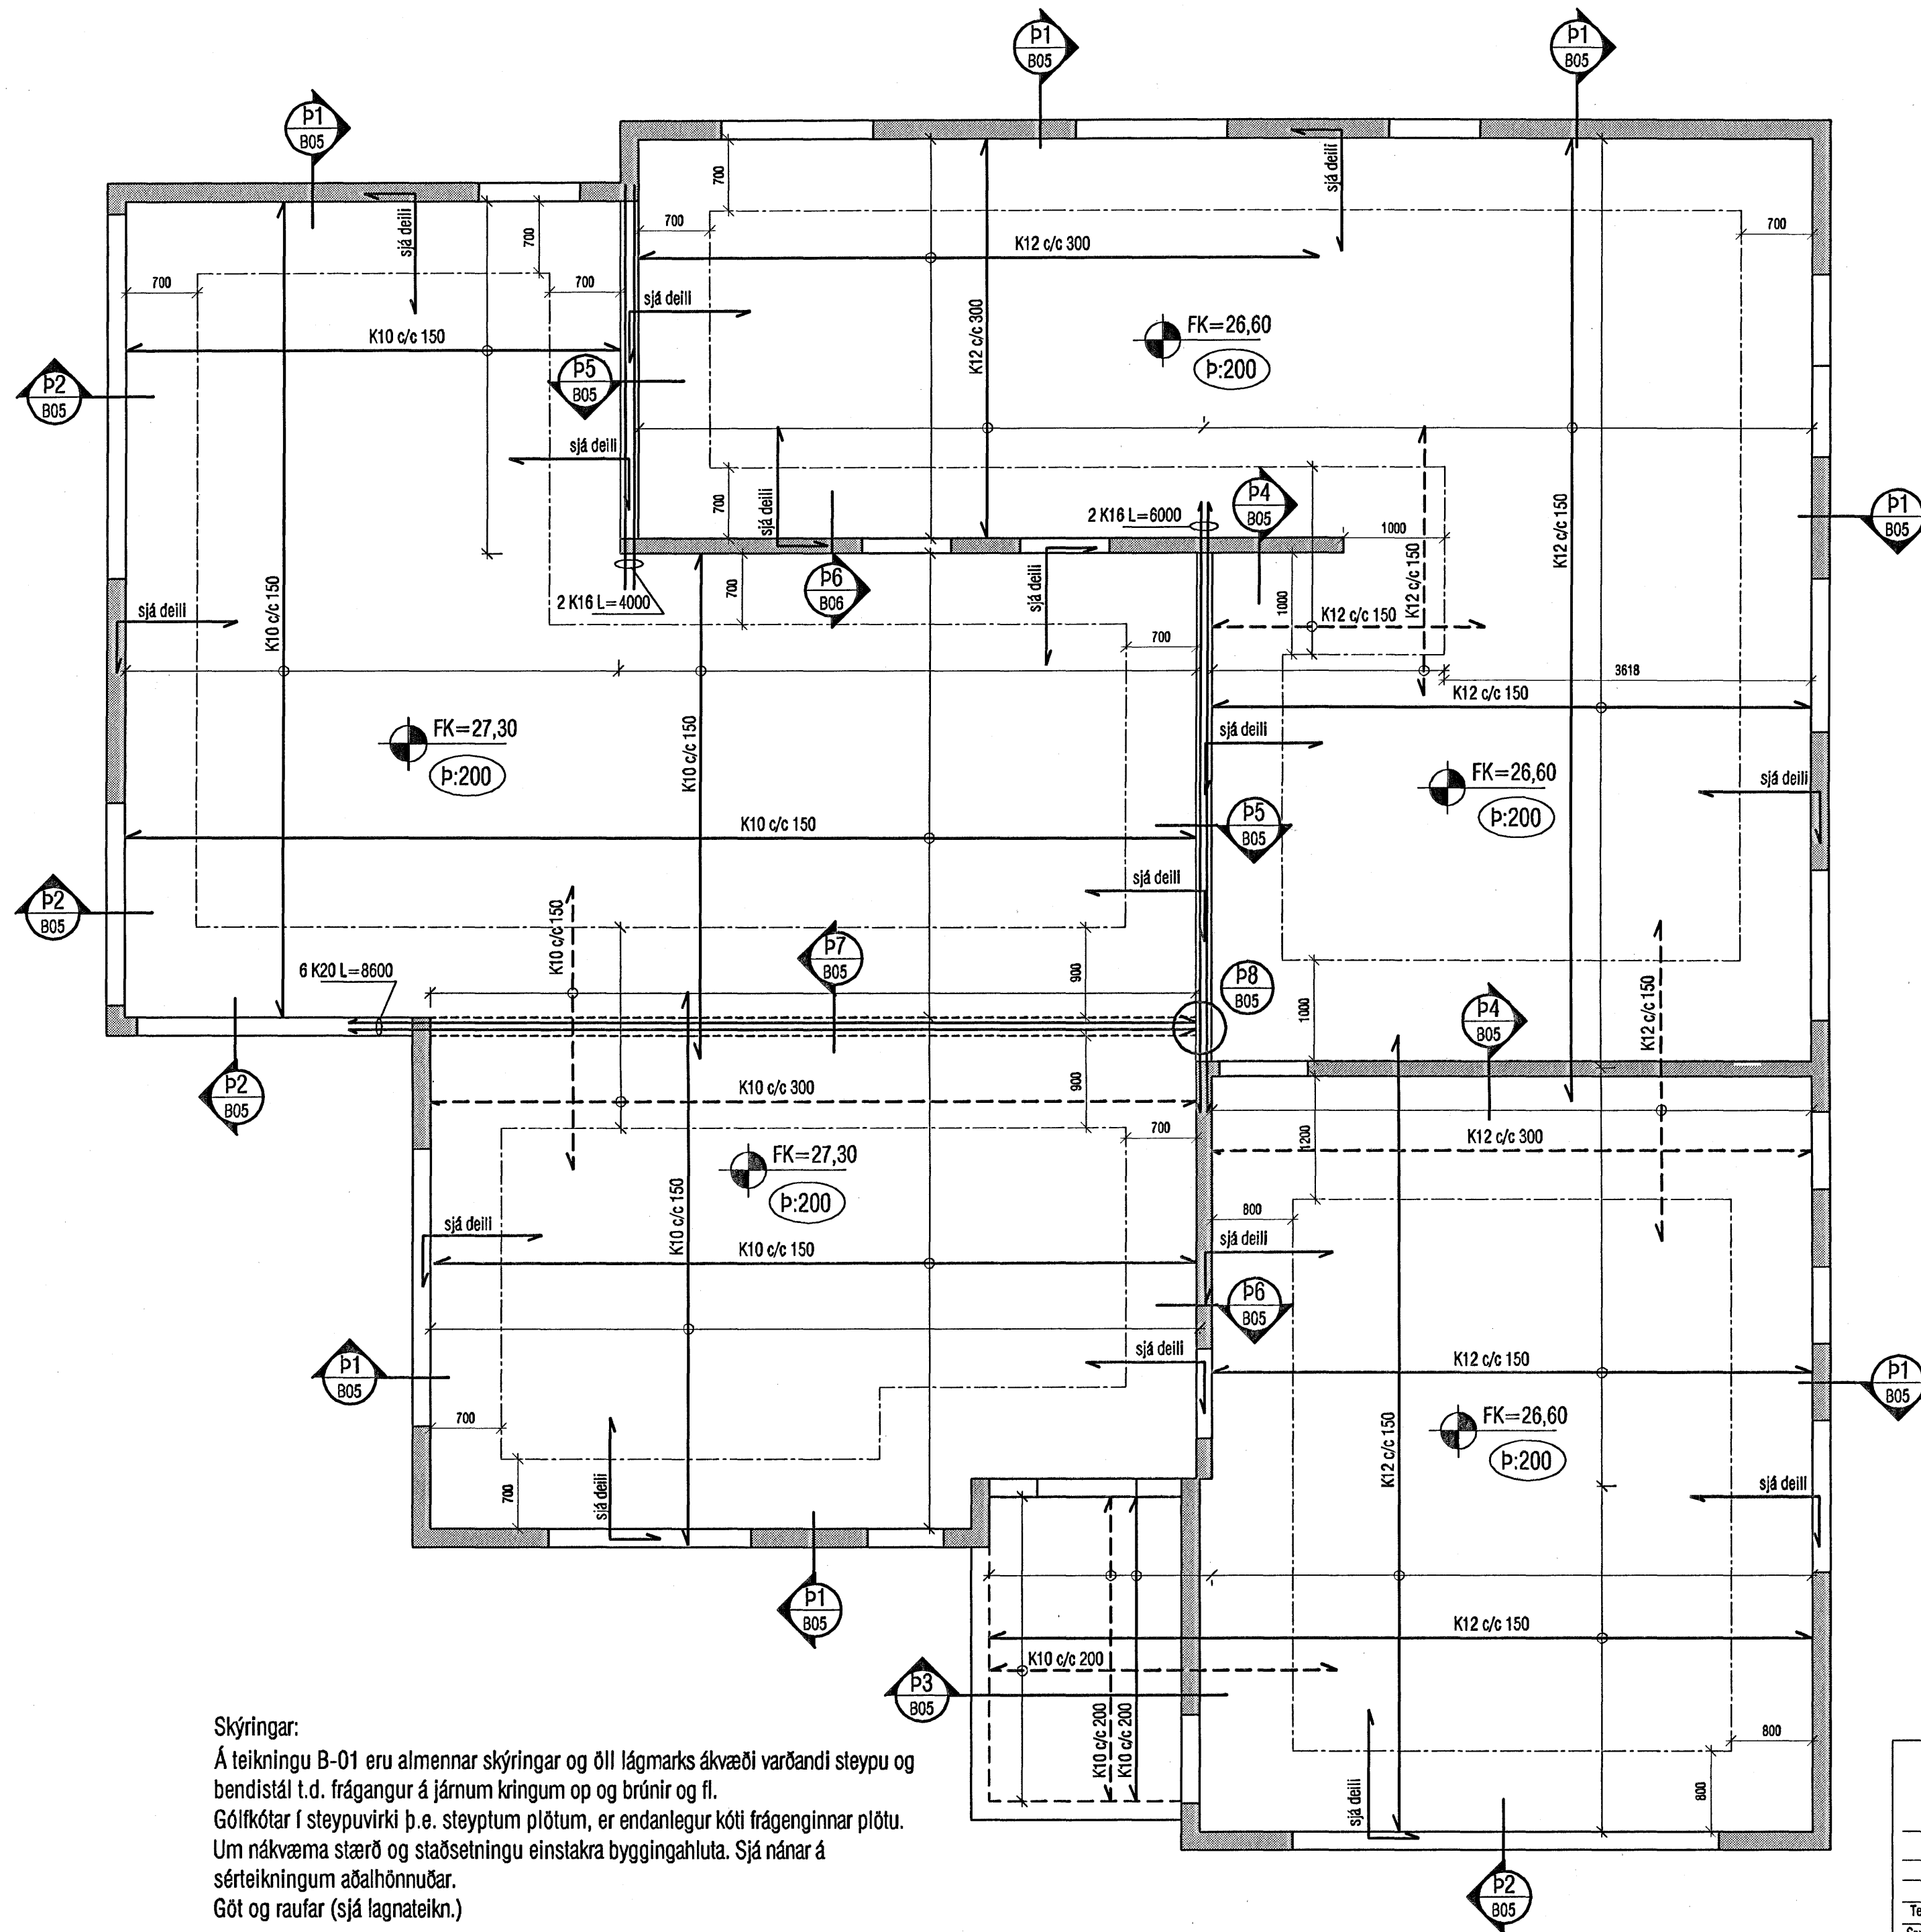 Þ1
B05
Þ1
B05
Þ1
B05
sjá deili
sjá deili
700
700
700
700
700
700
K12 c/c 300
sjá deili
K10 c/c 150
K12 c/c 300
FK=26,60
Þ:200
Þ2
B05
Þ5
B05
sjá deili
sjá deili
700
2 K16 L=6000
Þ4
B05
1000
K12 c/c 150
K12 c/c 150
Þ1
B05
K10 c/c 150
2 K16 L=4000
Þ6
B06
700
sjá deili
1000
K12 c/c 150
sjá deili
700
3618
K12 c/c 150
FK=27,30
Þ:200
K10 c/c 150
sjá deili
FK=26,60
Þ:200
sjá deili
K10 c/c 150
Þ5
B05
sjá deili
Þ2
B05
K10 c/c 150
Þ7
B05
900
6 K20 L=8600
Þ8
B05
1000
Þ4
B05
K12 c/c 150
Þ2
B05
K10 c/c 300
900
700
1200
K12 c/c 300
FK=27,30
Þ:200
K10 c/c 150
sjá deili
800
sjá deili
K10 c/c 150
Þ6
B05
sjá deili
K12 c/c 150
Þ1
B05
Þ1
B05
700
FK=26,60
Þ:200
K12 c/c 150
700
sjá deili
sjá deili
Þ1
B05
K12 c/c 150
K10 c/c 200
Þ3
B05
K10 c/c 200
K10 c/c 200
800
800
sjá deili
Þ2
B05
Skýringar:
Á teikningu B-01 eru almennar skýringar og öll lágmarks ákvæði varðandi steypu og
bendistál t.d. frágangur á járnum kringum op og brúnir og fl.
Gólfkótar í steypuvirki þ.e. steyptum plötum, er endanlegur kóti frágenginnar plötu.
Um nákvæma stærð og staðsetningu einstakra byggingahluta. Sjá nánar á
sérteikningum aðalhönnuðar.
Göt og raufar (sjá lagnateikn.)